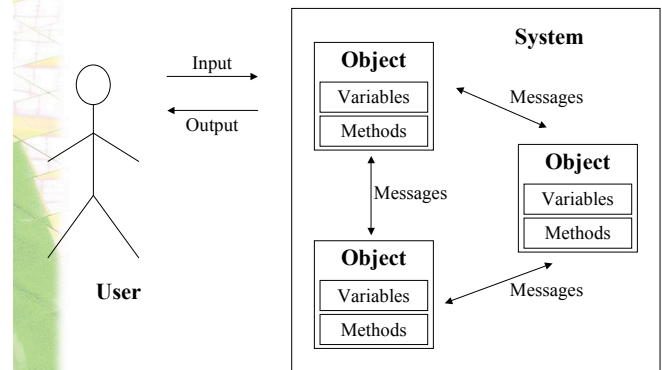 System
Input
Output
User
Object
Variables
Methods
Messages
Messages
Object
Variables
Methods
Object
Variables
Methods
Messages